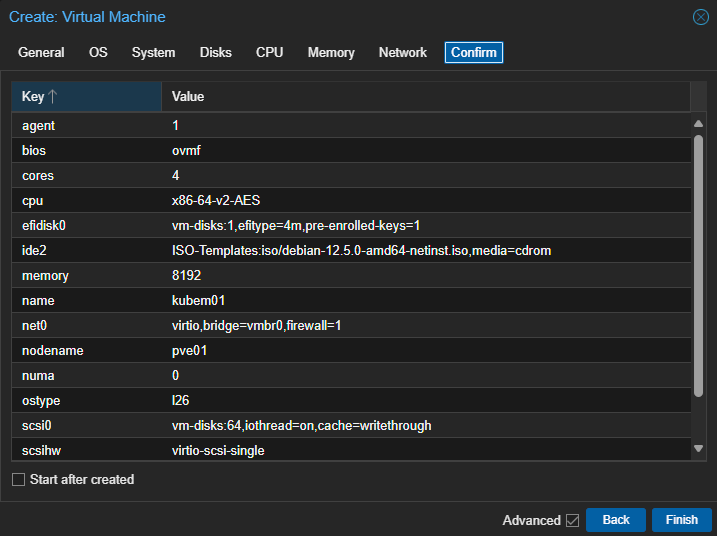 Create: Virtual Machine
General OS System Disks CPU Memory Network Confirm
Key Value
agent 1
bios ovmf
cores 4
cpu x86-64-v2-AES
efidisk0 vm-disks:1,efitype=4m,pre-enrolled-keys=1
ide2 ISO-Templates:iso/debian-12.5.0-amd64-netinst.iso,media=cdrom
memory 8192
name kubem01
net0 virtio,bridge=vmbr0,firewall=1
nodename pve01
numa 0
ostype l26
scsi0 vm-disks:64,iothread=on,cache=writethrough
scsihw virtio-scsi-single
Start after created
Advanced Back Finish